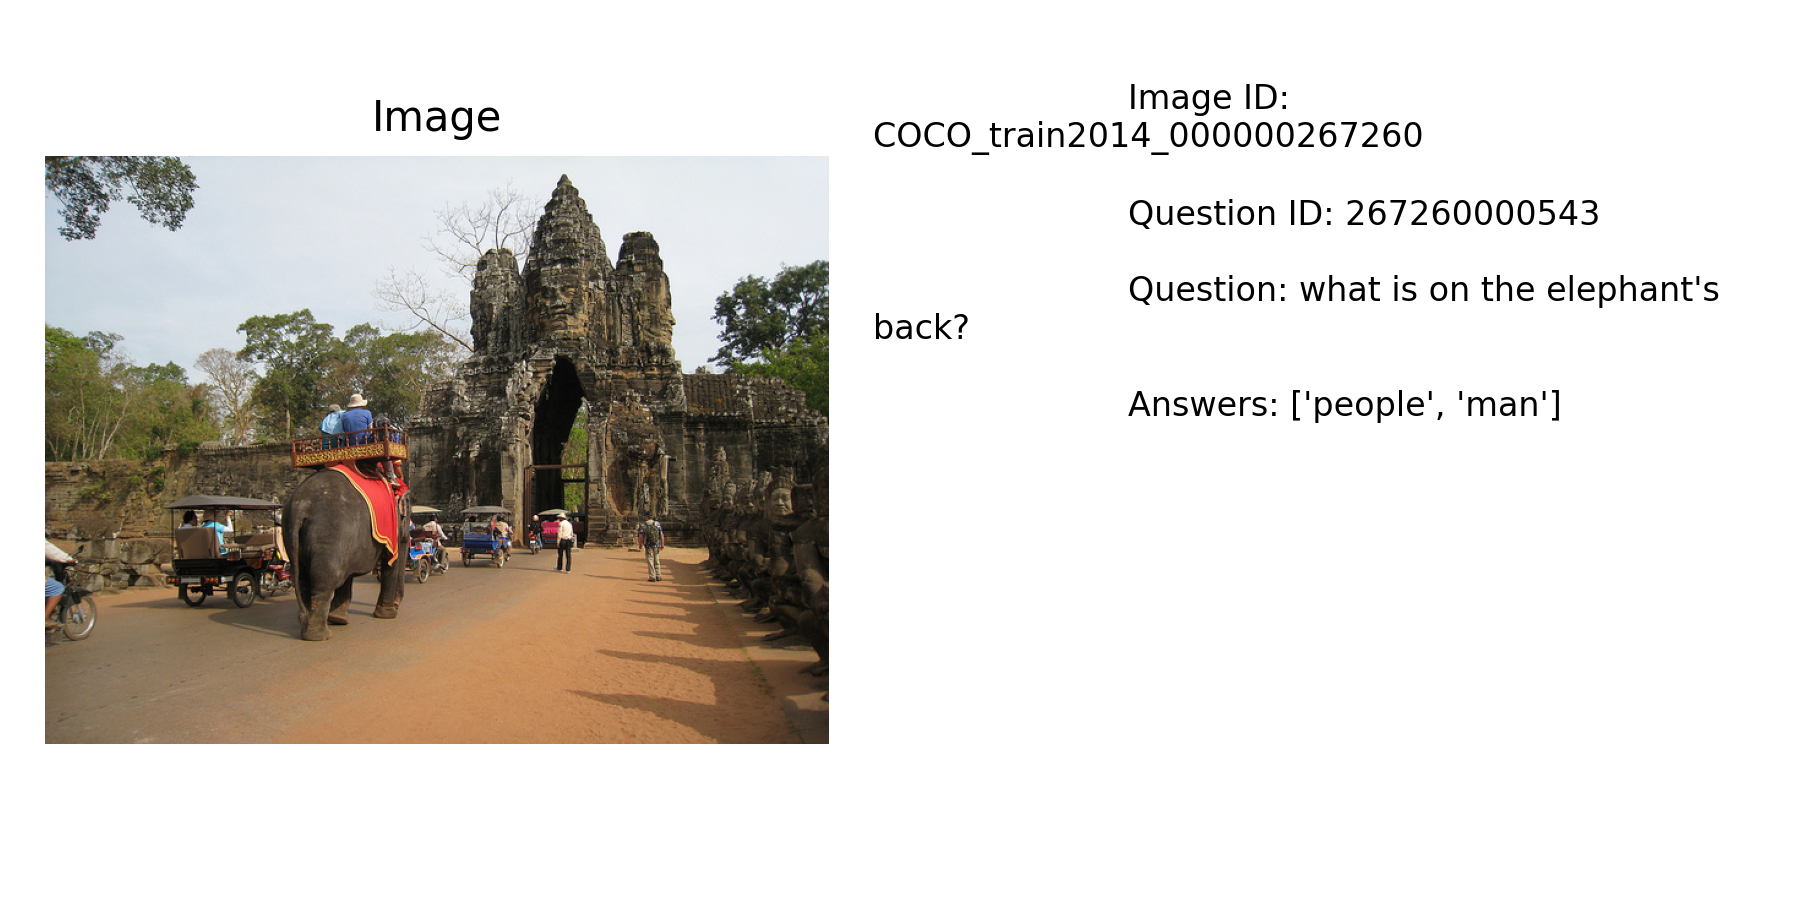 Image
Image ID:
COCO_train2014_000000267260
Question ID: 267260000543
Question: what is on the elephant's
back?
Answers: ['people', 'man']